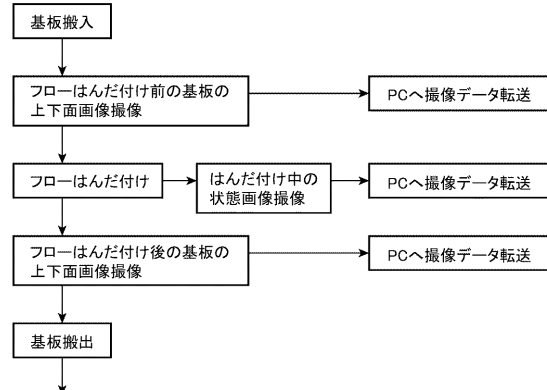 基板搬入
フローはんだ付け前の基板の
上下面画像撮像
PCへ撮像データ転送
フローはんだ付け
はんだ付け中の
状態画像撮像
PCへ撮像データ転送
フローはんだ付け後の基板の
上下面画像撮像
PCへ撮像データ転送
基板搬出